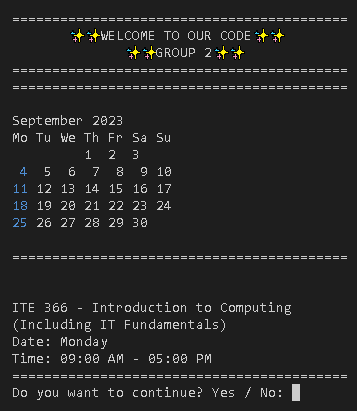 ==========================================
✨✨WELCOME TO OUR CODE✨✨
✨✨GROUP 2✨✨
==========================================
==========================================
September 2023
Mo Tu We Th Fr Sa Su
1 2 3
4 5 6 7 8 9 10
11 12 13 14 15 16 17
18 19 20 21 22 23 24
25 26 27 28 29 30
==========================================
ITE 366 - Introduction to Computing
(Including IT Fundamentals)
Date: Monday
Time: 09:00 AM - 05:00 PM
==========================================
Do you want to continue? Yes / No: